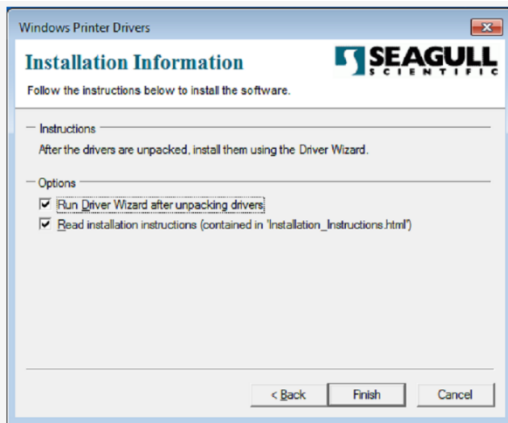 Windows Printer Drivers
Installation Information
SEAGULL
SCIENTIFIC
Follow the instructions below to install the software.
Instructions
After the drivers are unpacked, install them using the Driver Wizard.
Options
Run Driver Wizard after unpacking drivers
Read installation instructions (contained in 'Installation_Instructions.html')
< Back
Finish
Cancel